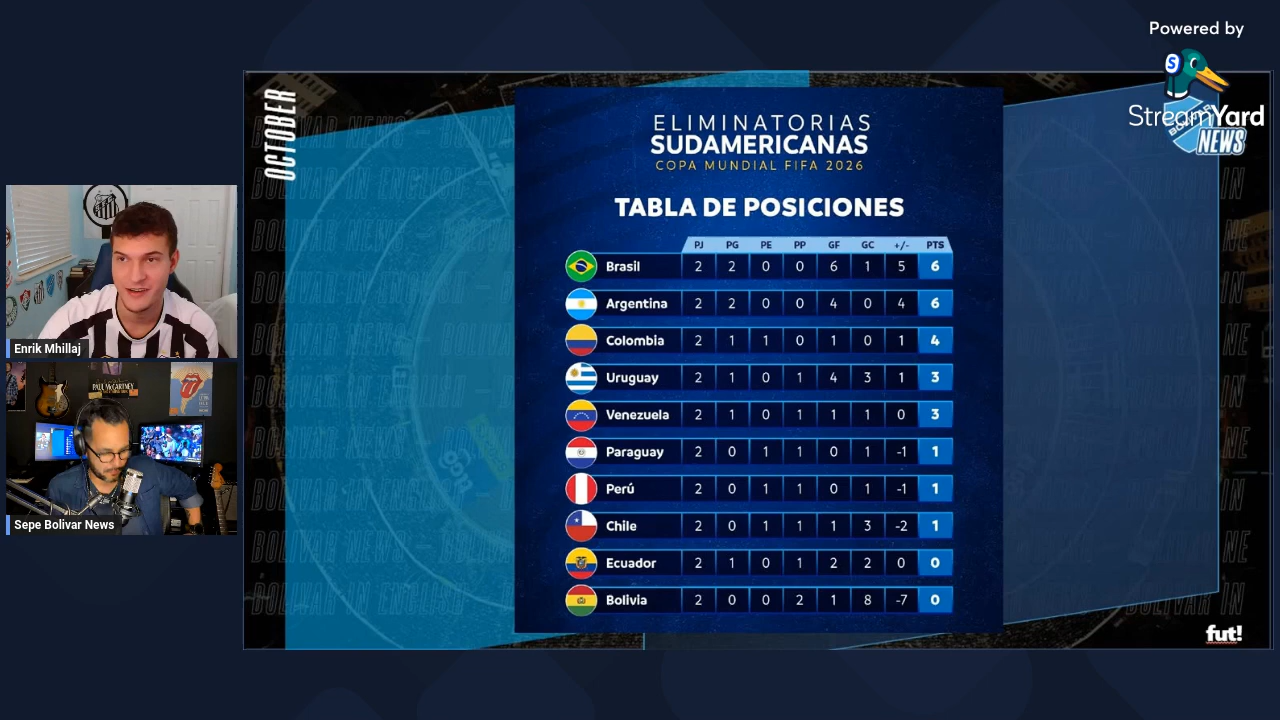 Powered by
StreamYard
NEWS
OCTOBER
ELIMINATORIAS
SUDAMERICANAS
COPA MUNDIAL FIFA 2026
TABLA DE POSICIONES
PJ PG PE PP GF GC +/- PTS
Brasil 2 2 0 0 6 1 5 6
Argentina 2 2 0 0 4 0 4 6
Colombia 2 1 1 0 1 0 1 4
Uruguay 2 1 0 1 4 3 1 3
Venezuela 2 1 0 1 1 1 0 3
Paraguay 2 0 1 1 0 1 -1 1
Perú 2 0 1 1 0 1 -1 1
Chile 2 0 1 1 1 3 -2 1
Ecuador 2 1 0 1 2 2 0 0
Bolivia 2 0 0 2 1 8 -7 0
Enrik Mhillaj
PAUL McCARTNEY
Sepe Bolivar News
fut!